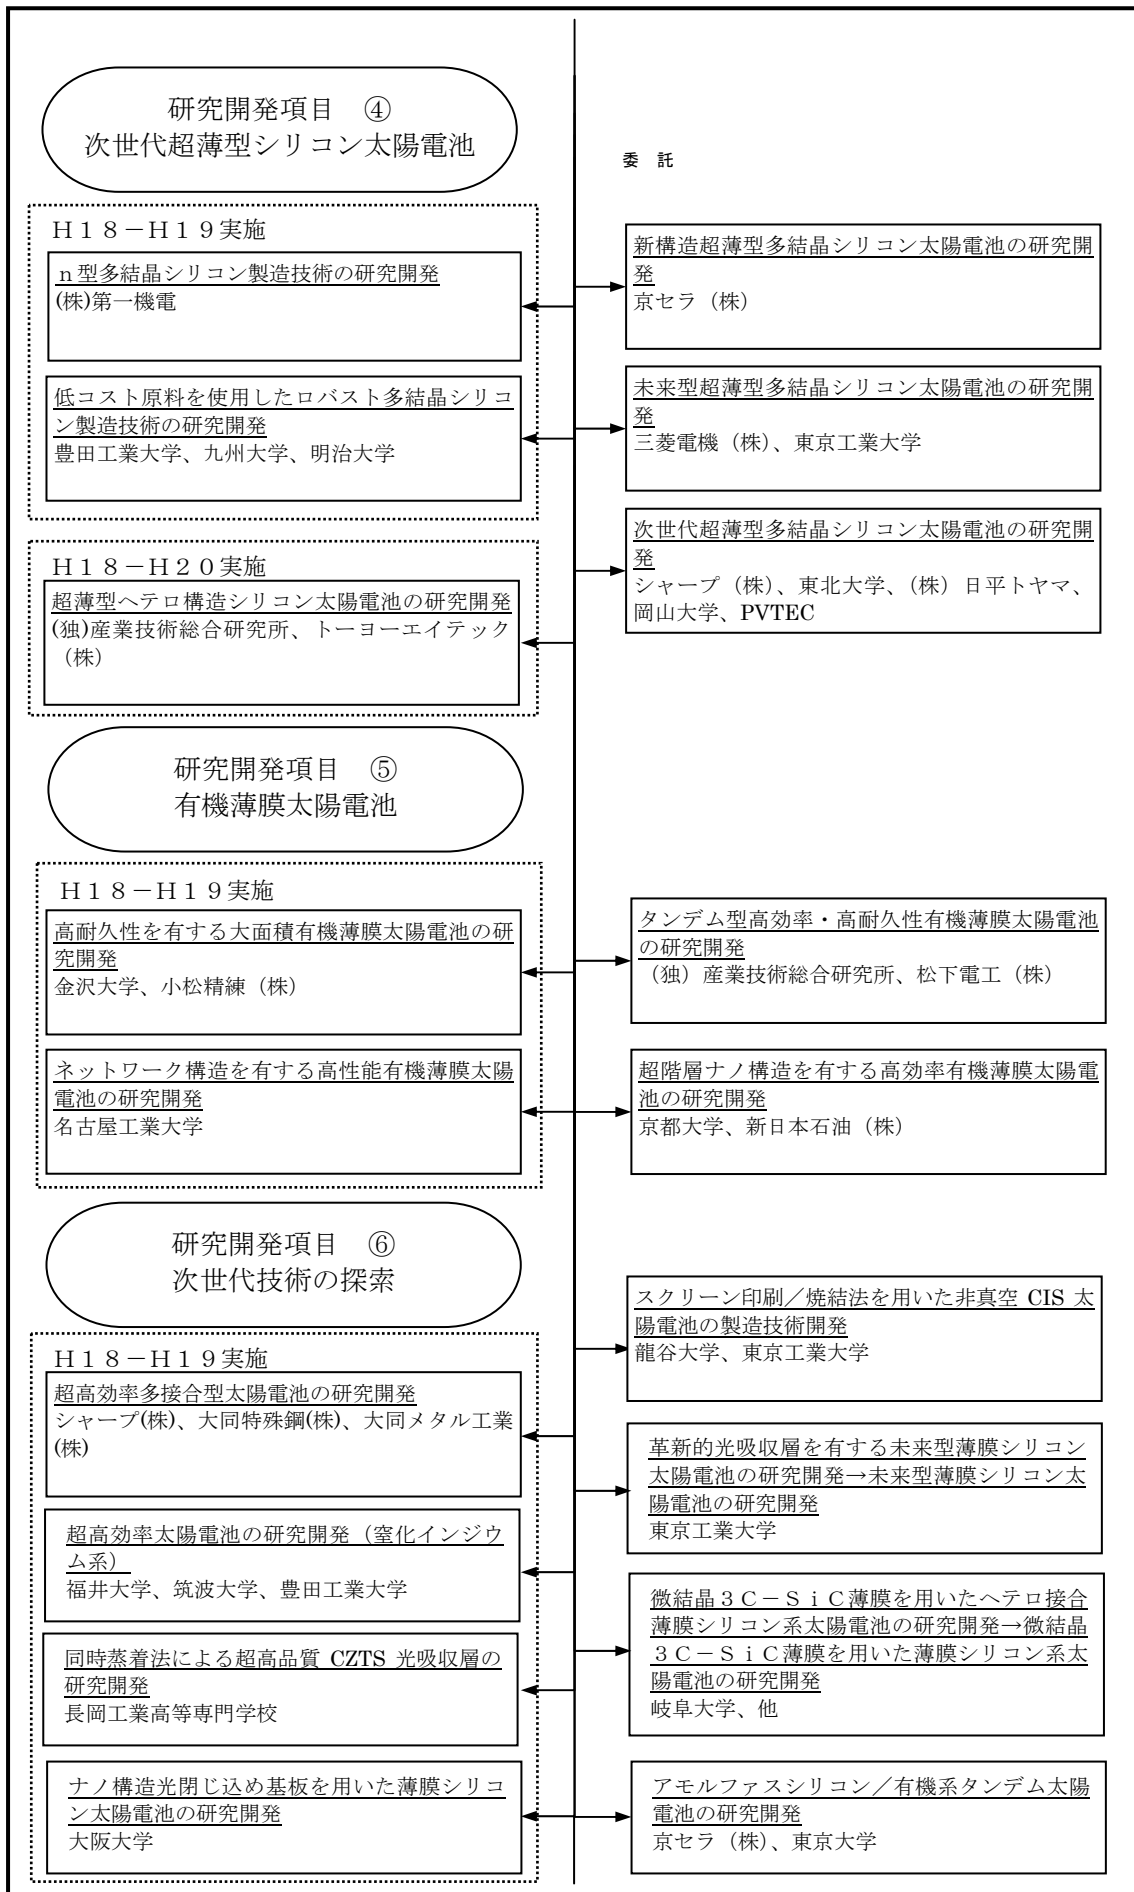 研究開発項目　④
次世代超薄型シリコン太陽電池
委　託
Ｈ１８－Ｈ１９実施
ｎ型多結晶シリコン製造技術の研究開発
(株)第一機電
低コスト原料を使用したロバスト多結晶シリコ
ン製造技術の研究開発
豊田工業大学、九州大学、明治大学
新構造超薄型多結晶シリコン太陽電池の研究開
発
京セラ（株）
未来型超薄型多結晶シリコン太陽電池の研究開
発
三菱電機（株）、東京工業大学
次世代超薄型多結晶シリコン太陽電池の研究開
発
シャープ（株）、東北大学、（株）日平トヤマ、
岡山大学、PVTEC
Ｈ１８－Ｈ２０実施
超薄型ヘテロ構造シリコン太陽電池の研究開発
(独)産業技術総合研究所、トーヨーエイテック
（株）
研究開発項目　⑤
有機薄膜太陽電池
Ｈ１８－Ｈ１９実施
高耐久性を有する大面積有機薄膜太陽電池の研
究開発
金沢大学、小松精練（株）
ネットワーク構造を有する高性能有機薄膜太陽
電池の研究開発
名古屋工業大学
タンデム型高効率・高耐久性有機薄膜太陽電池
の研究開発
（独）産業技術総合研究所、松下電工（株）
超階層ナノ構造を有する高効率有機薄膜太陽電
池の研究開発
京都大学、新日本石油（株）
研究開発項目　⑥
次世代技術の探索
Ｈ１８－Ｈ１９実施
超高効率多接合型太陽電池の研究開発
シャープ(株)、大同特殊鋼(株)、大同メタル工業
(株)
超高効率太陽電池の研究開発（窒化インジウ
ム系）
福井大学、筑波大学、豊田工業大学
同時蒸着法による超高品質 CZTS 光吸収層の
研究開発
長岡工業高等専門学校
ナノ構造光閉じ込め基板を用いた薄膜シリコ
ン太陽電池の研究開発
大阪大学
スクリーン印刷／焼結法を用いた非真空 CIS 太
陽電池の製造技術開発
龍谷大学、東京工業大学
革新的光吸収層を有する未来型薄膜シリコン
太陽電池の研究開発→未来型薄膜シリコン太
陽電池の研究開発
東京工業大学
微結晶３Ｃ－Ｓｉ Ｃ薄膜を用いたヘテロ接合
薄膜シリコン系太陽電池の研究開発→微結晶
３Ｃ－Ｓｉ Ｃ薄膜を用いた薄膜シリコン系太
陽電池の研究開発
岐阜大学、他
アモルファスシリコン／有機系タンデム太陽
電池の研究開発
京セラ（株）、東京大学